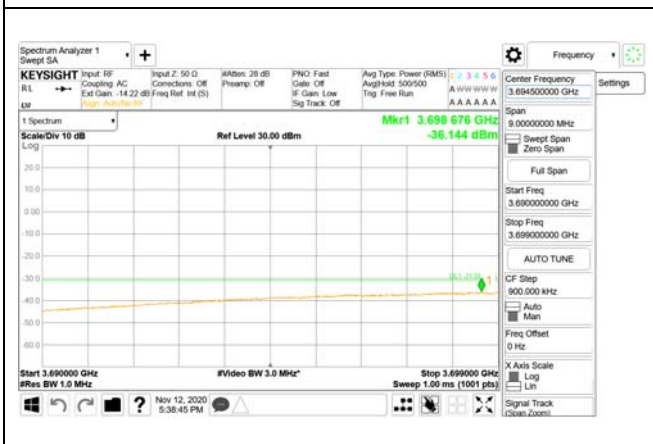 Spectrum Analyzer 1
Swept SA
+
Frequency
KEYSIGHT
RL
Input: RF
Coupling: AC
Ext Gain: -14.22 dB
Align: Auto/No RF
Input Z: 50 Ω
Corrections: Off
Freq Ref: Int (S)
#Atten: 28 dB
Preamp: Off
PNO: Fast
Gate: Off
IF Gain: Low
Sig Track: Off
Avg Type: Power (RMS)
Avg|Hold: 500/500
Trig: Free Run
1 2 3 4 5 6
A W W W W W
A A A A A A
1 Spectrum
Scale/Div 10 dB
Log
Ref Level 30.00 dBm
Mkr1 3.698 676 GHz
-36.144 dBm
20.0
10.0
0.00
-10.0
-20.0
-30.0
-40.0
-50.0
-60.0
1
Start 3.690000 GHz
#Res BW 1.0 MHz
#Video BW 3.0 MHz*
Stop 3.699000 GHz
Sweep 1.00 ms (1001 pts)
?
Nov 12, 2020
5:38:45 PM
Center Frequency
3.694500000 GHz
Settings
Span
9.00000000 MHz
Swept Span
Zero Span
Full Span
Start Freq
3.690000000 GHz
Stop Freq
3.699000000 GHz
AUTO TUNE
CF Step
900.000 kHz
Auto
Man
Freq Offset
0 Hz
X Axis Scale
Log
Lin
Signal Track
(Span Zoom)